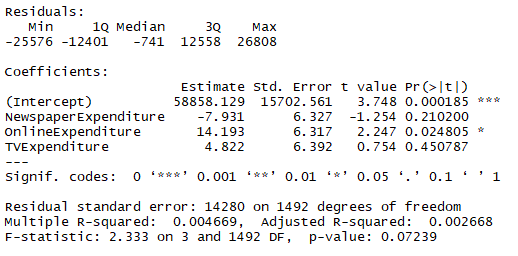 Residuals:
   Min     1Q Median     3Q    Max
-25576 -12401   -741  12558  26808

Coefficients:
                     Estimate Std. Error t value Pr(>|t|)
(Intercept)         58858.129  15702.561   3.748 0.000185 ***
NewspaperExpenditure   -7.931      6.327  -1.254 0.210200
OnlineExpenditure      14.193      6.317   2.247 0.024805 *
TVExpenditure           4.822      6.392   0.754 0.450787
---
Signif. codes:  0 ‘***’ 0.001 ‘**’ 0.01 ‘*’ 0.05 ‘.’ 0.1 ‘ ’ 1

Residual standard error: 14280 on 1492 degrees of freedom
Multiple R-squared:  0.004669,  Adjusted R-squared:  0.002668
F-statistic: 2.333 on 3 and 1492 DF,  p-value: 0.07239